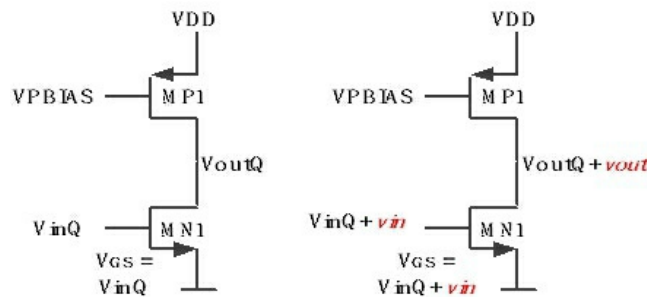 VDD
VPBIAS
MP1
VoutQ
VinQ
MN1
VGS =
VinQ
VDD
VPBIAS
MP1
VoutQ + vout
VinQ + vin
MN1
VGS =
VinQ + vin